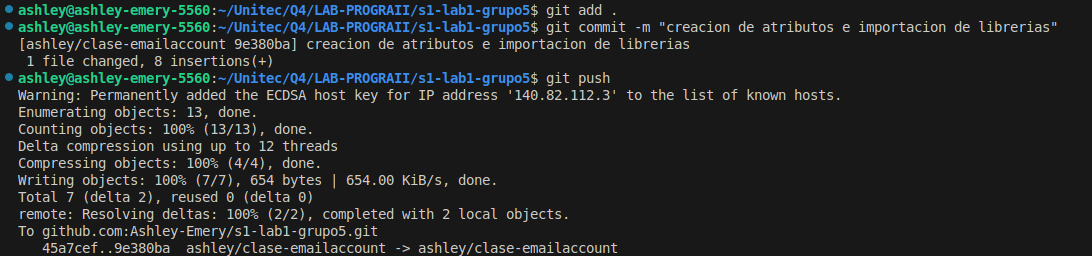 ashley@ashley-emery-5560:~/Unitec/Q4/LAB-PROGRAII/s1-lab1-grupo5$ git add .
ashley@ashley-emery-5560:~/Unitec/Q4/LAB-PROGRAII/s1-lab1-grupo5$ git commit -m "creacion de atributos e importacion de librerias"
[ashley/clase-emailaccount 9e380ba] creacion de atributos e importacion de librerias
 1 file changed, 8 insertions(+)
ashley@ashley-emery-5560:~/Unitec/Q4/LAB-PROGRAII/s1-lab1-grupo5$ git push
Warning: Permanently added the ECDSA host key for IP address '140.82.112.3' to the list of known hosts.
Enumerating objects: 13, done.
Counting objects: 100% (13/13), done.
Delta compression using up to 12 threads
Compressing objects: 100% (4/4), done.
Writing objects: 100% (7/7), 654 bytes | 654.00 KiB/s, done.
Total 7 (delta 2), reused 0 (delta 0)
remote: Resolving deltas: 100% (2/2), completed with 2 local objects.
To github.com:Ashley-Emery/s1-lab1-grupo5.git
   45a7cef..9e380ba  ashley/clase-emailaccount -> ashley/clase-emailaccount